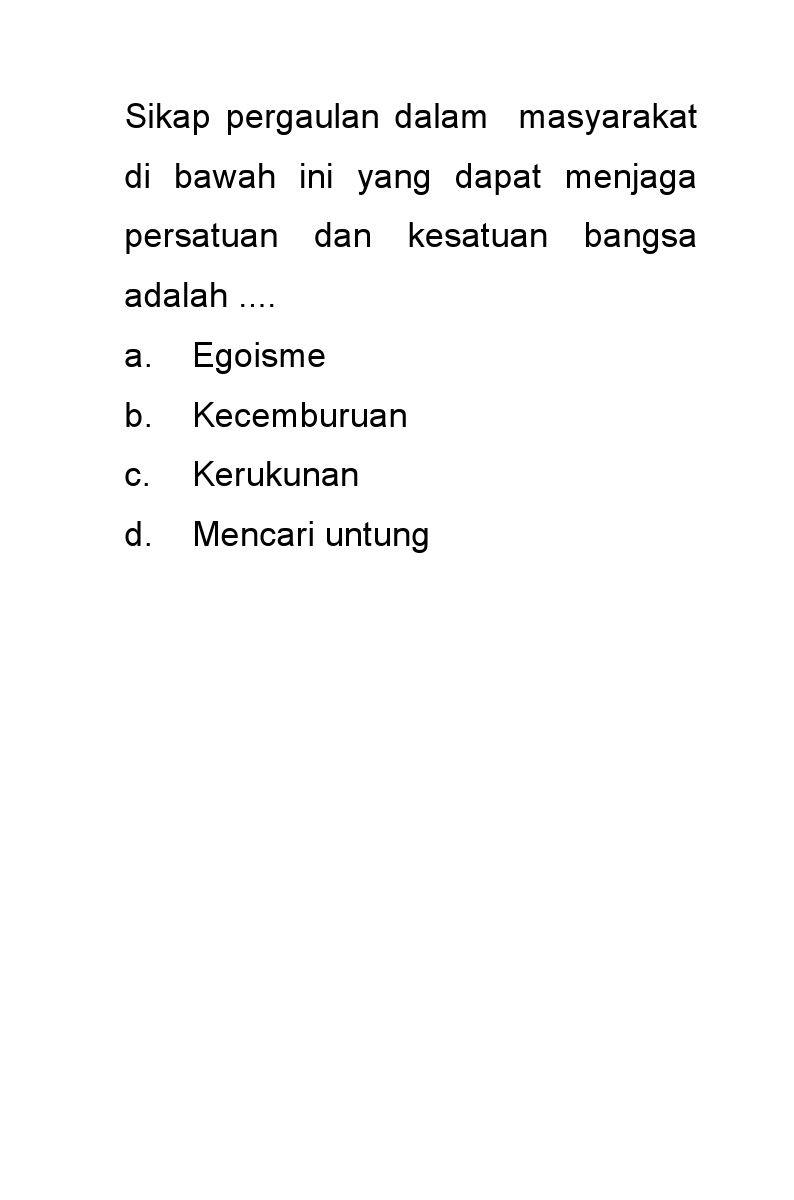 Sikap pergaulan dalam masyarakat
di bawah ini yang dapat menjaga
persatuan dan kesatuan bangsa
adalah ....
a. Egoisme
b. Kecemburuan
c. Kerukunan
d. Mencari untung